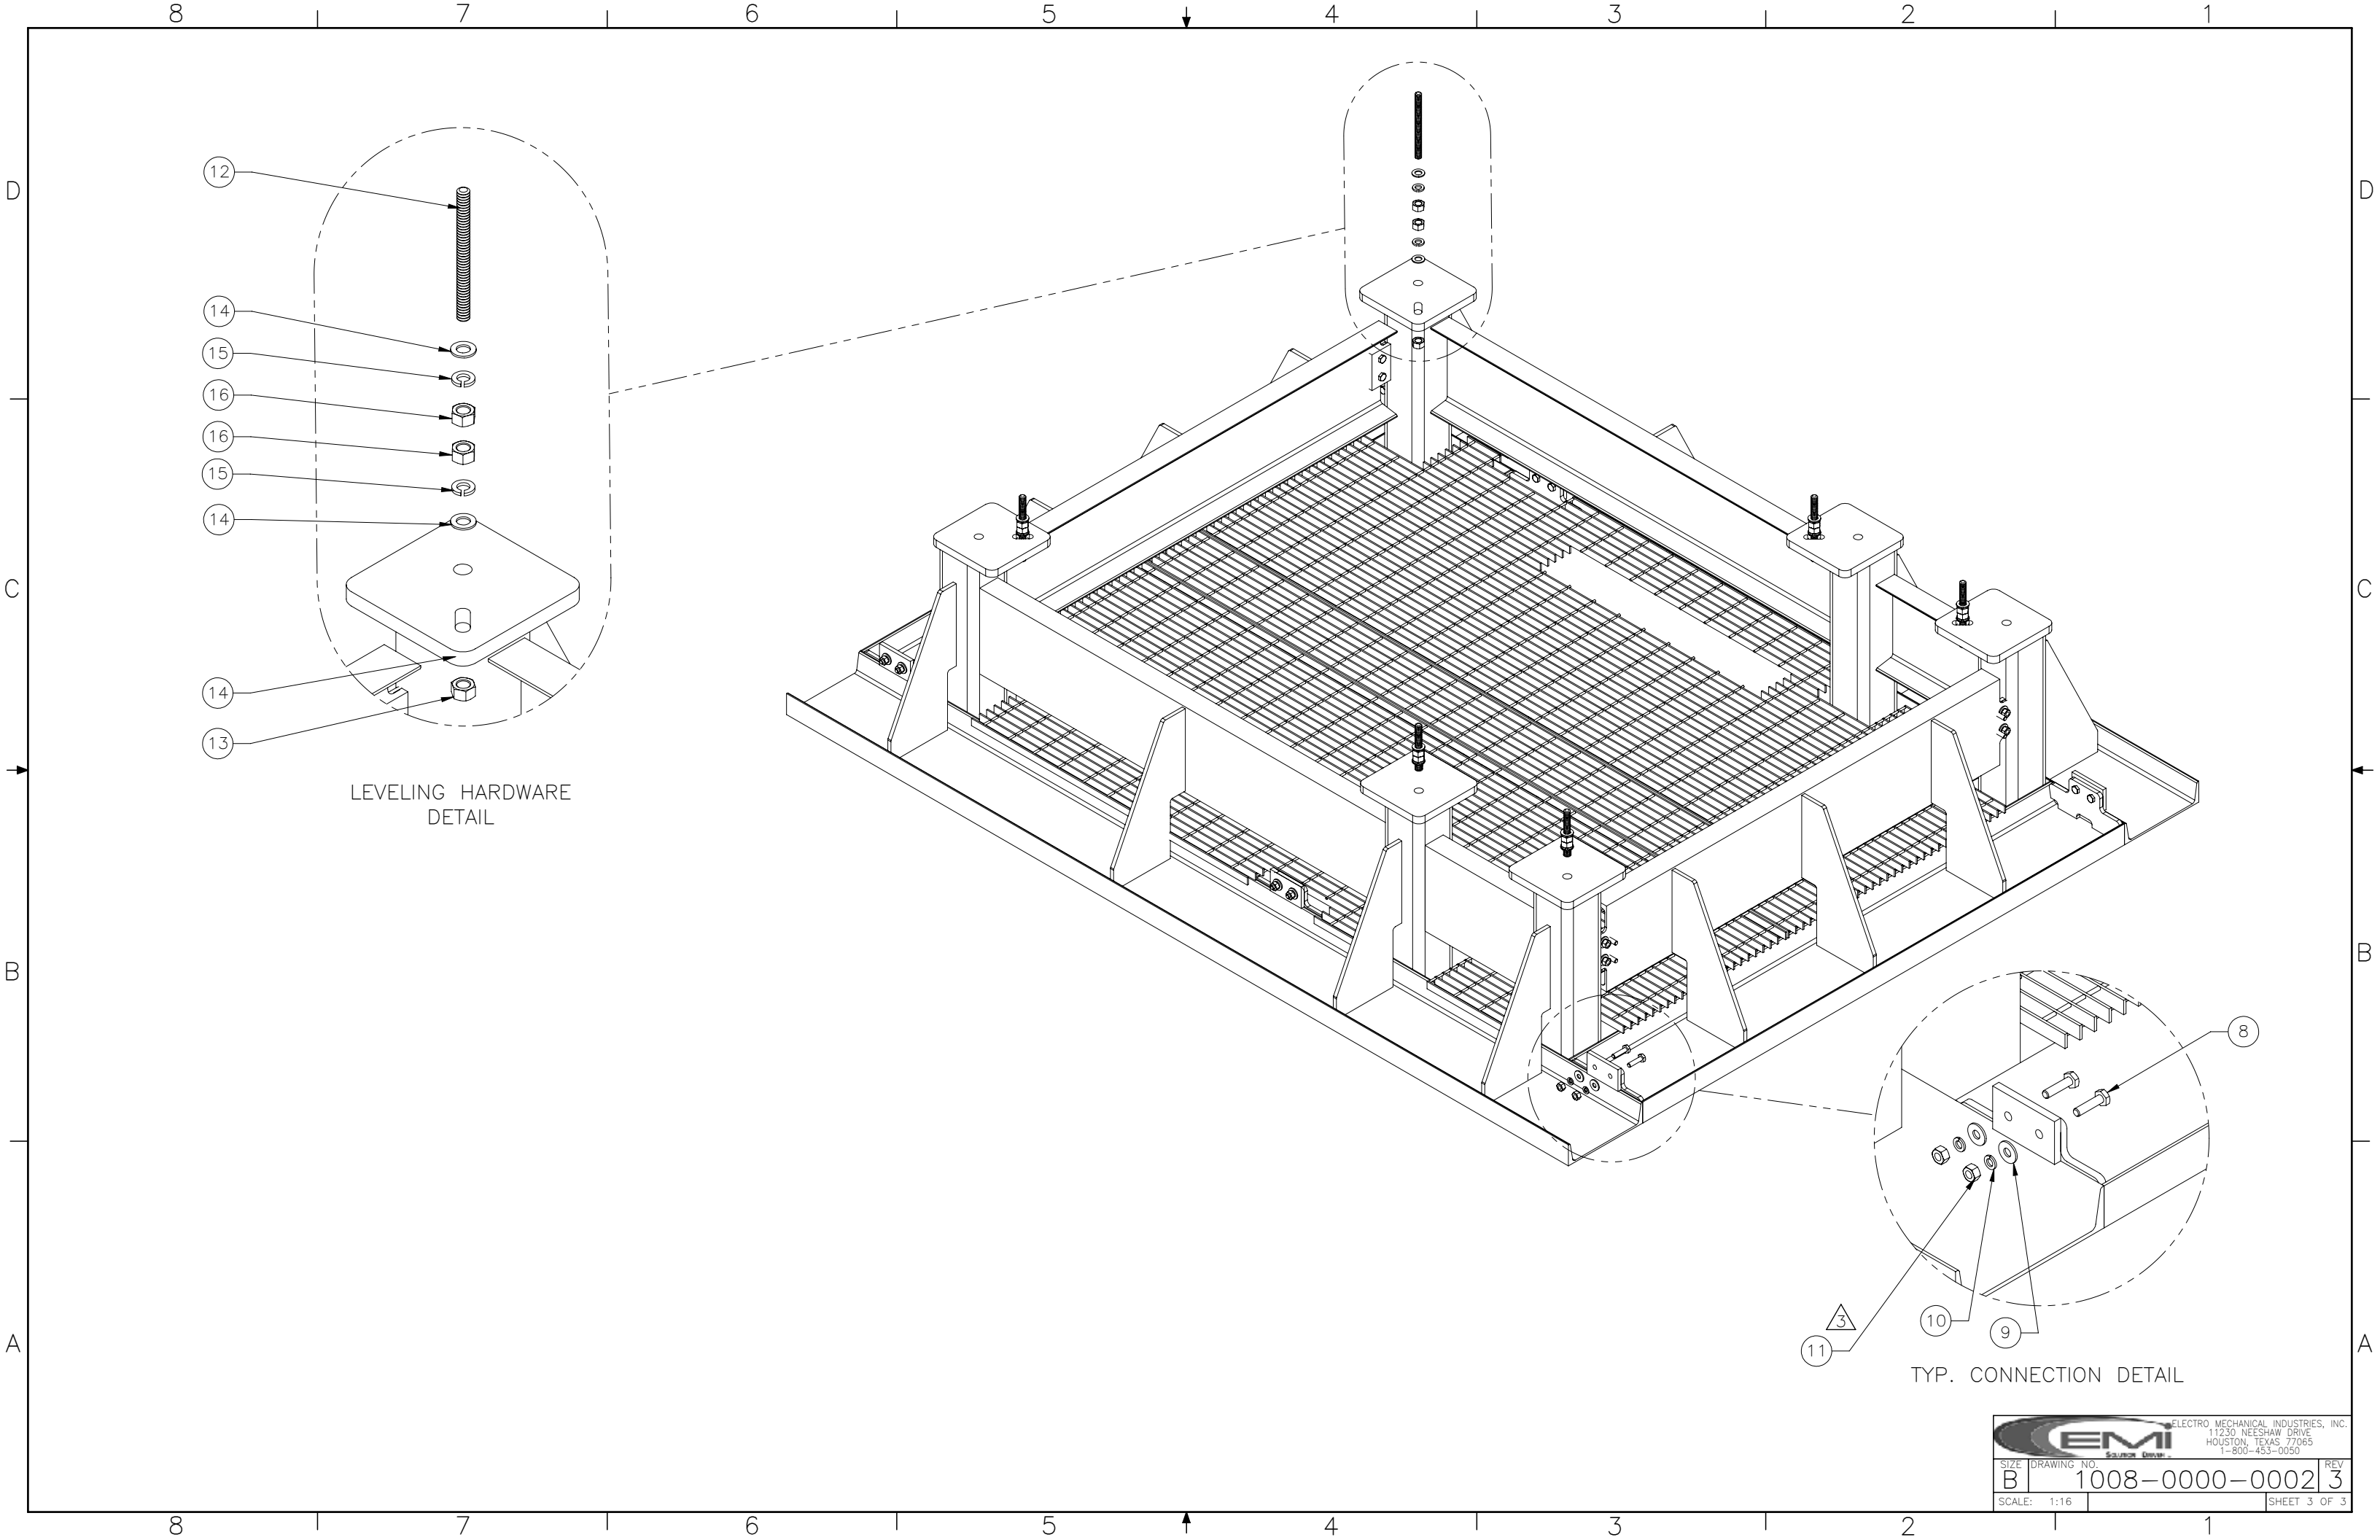 8 7 6 5 4 3 2 1
D
D
12
14
15
16
16
15
14
C
C
14
13
LEVELING HARDWARE
DETAIL
B
B
8
3
11
10
9
A
A
TYP. CONNECTION DETAIL
EMi
SOLUTION DRIVEN
ELECTRO MECHANICAL INDUSTRIES, INC.
11230 NEESHAW DRIVE
HOUSTON, TEXAS 77065
1-800-453-0050
SIZE DRAWING NO. REV
B 1008-0000-0002 3
SCALE: 1:16 SHEET 3 OF 3
8 7 6 5 4 3 2 1